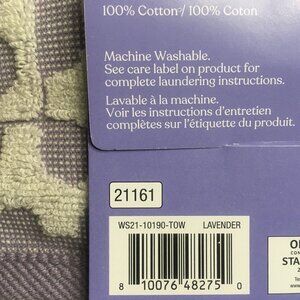 100% Cotton / 100% Coton
Machine Washable.
See care label on product for
complete laundering instructions.
Lavable à la machine.
Voir les instructions d'entretien
complètes sur l'étiquette du produit.
21161
WS21-10190-TOW LAVENDER
8 10076 48275 0